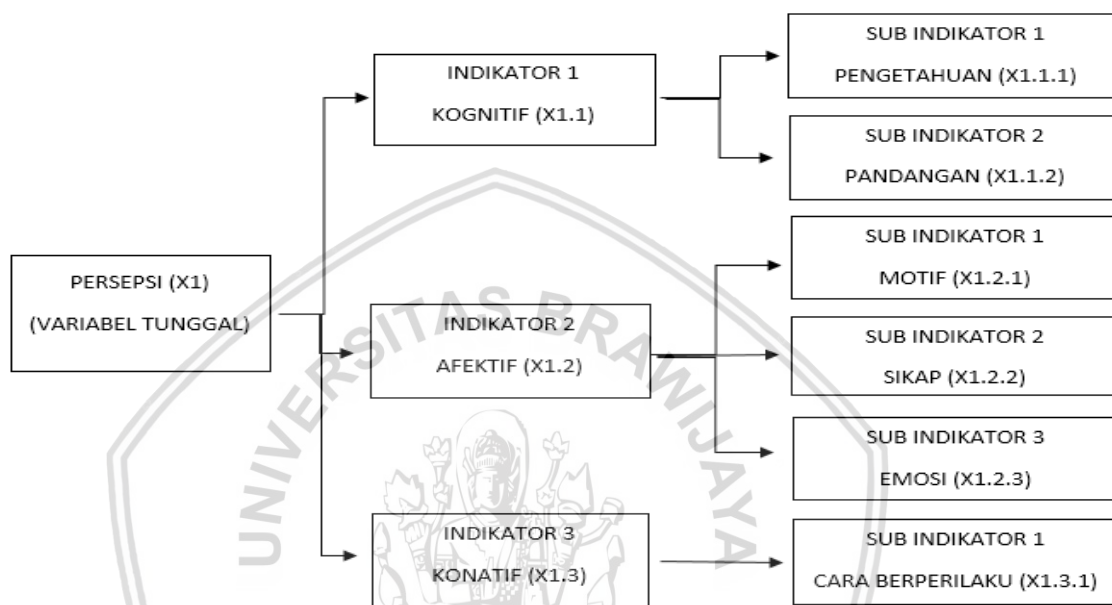 PERSEPSI (X1)
(VARIABEL TUNGGAL)
INDIKATOR 1
KOGNITIF (X1.1)
SUB INDIKATOR 1
PENGETAHUAN (X1.1.1)
SUB INDIKATOR 2
PANDANGAN (X1.1.2)
INDIKATOR 2
AFEKTIF (X1.2)
SUB INDIKATOR 1
MOTIF (X1.2.1)
SUB INDIKATOR 2
SIKAP (X1.2.2)
SUB INDIKATOR 3
EMOSI (X1.2.3)
INDIKATOR 3
KONATIF (X1.3)
SUB INDIKATOR 1
CARA BERPERILAKU (X1.3.1)
UNIVERSITAS BRAWIJAYA